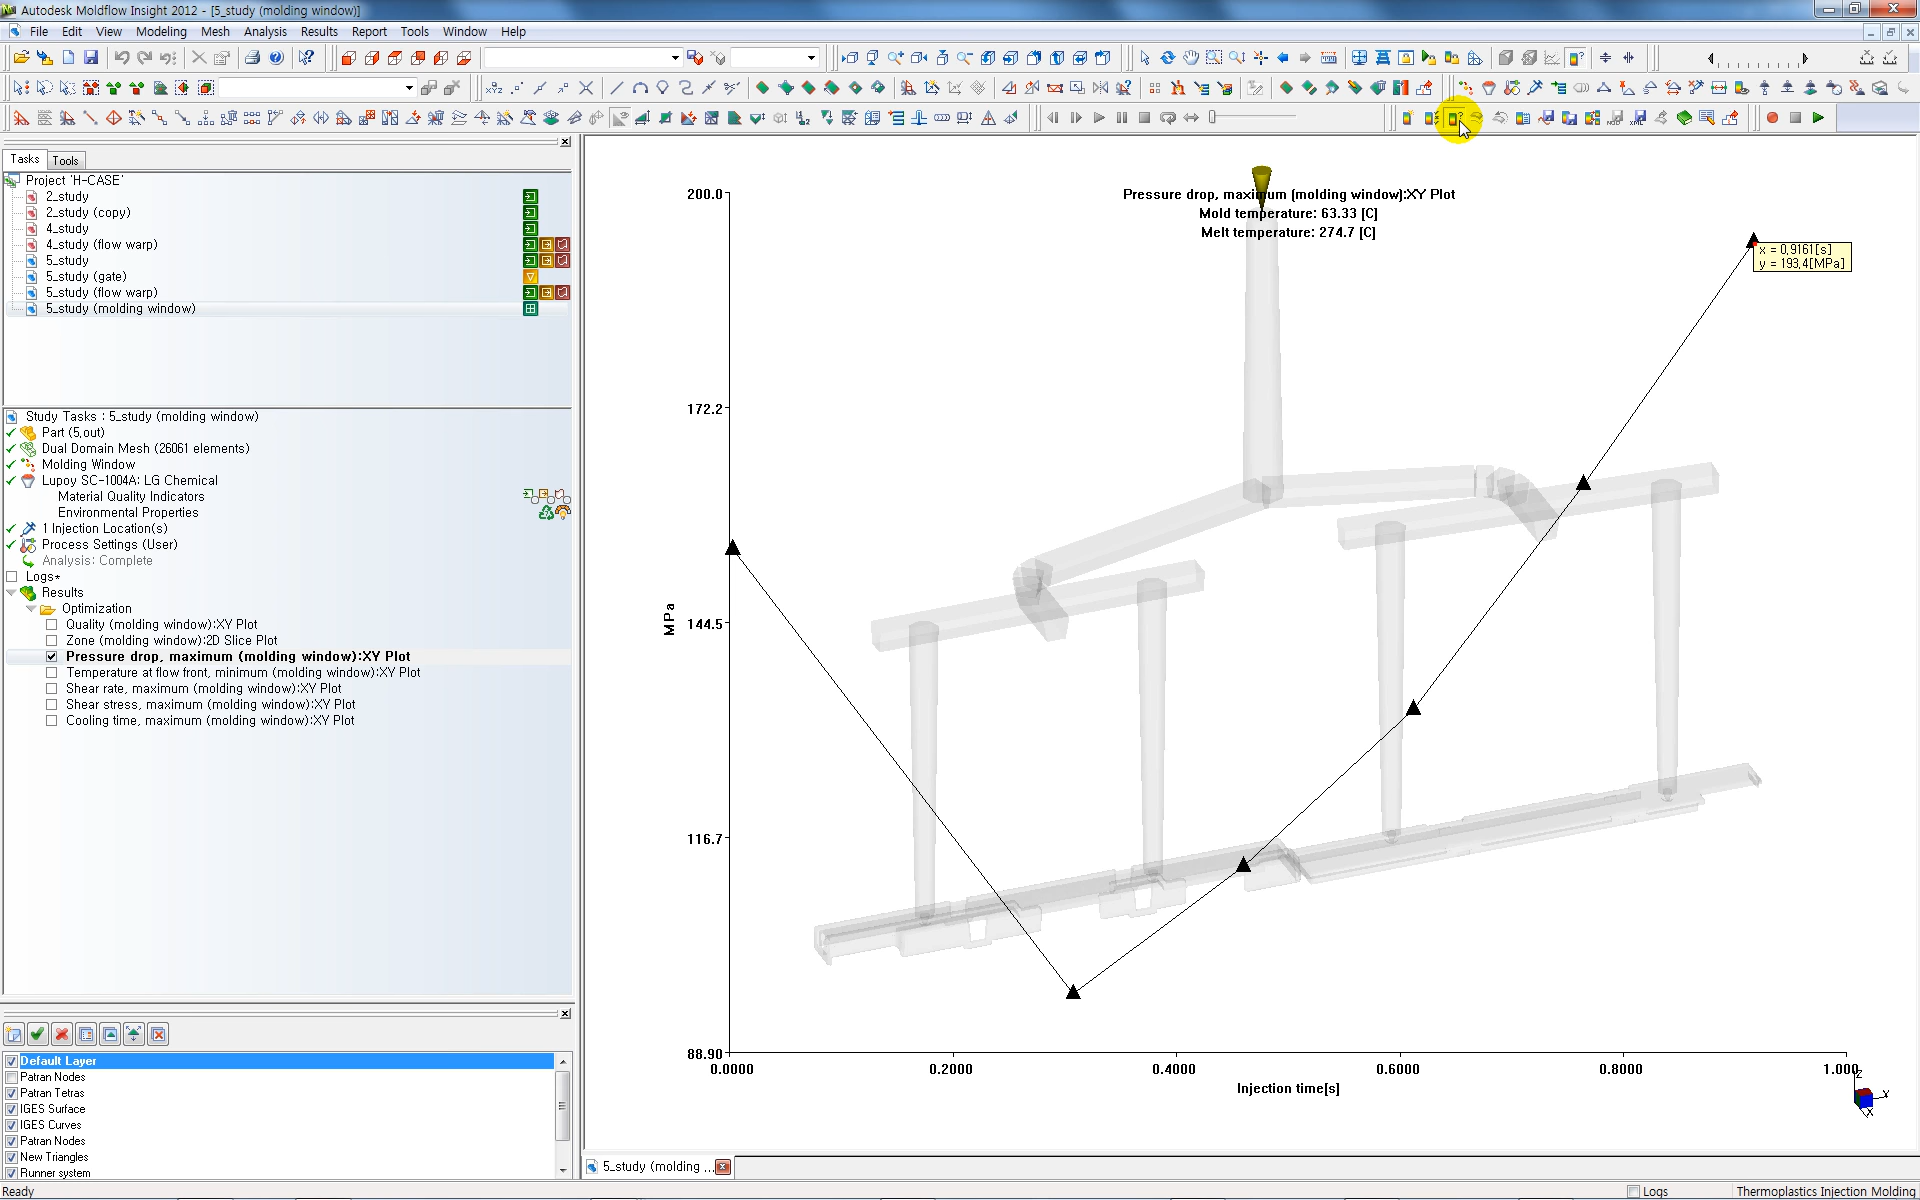 Autodesk Moldflow Insight 2012 - [5_study (molding window)]
File Edit View Modeling Mesh Analysis Results Report Tools Window Help
Tasks Tools
Project 'H-CASE'
2_study
2_study (copy)
4_study
4_study (flow warp)
5_study
5_study (gate)
5_study (flow warp)
5_study (molding window)
Study Tasks : 5_study (molding window)
Part (5,out)
Dual Domain Mesh (26061 elements)
Molding Window
Lupoy SC-1004A: LG Chemical
Material Quality Indicators
Environmental Properties
1 Injection Location(s)
Process Settings (User)
Analysis: Complete
Logs*
Results
Optimization
Quality (molding window):XY Plot
Zone (molding window):2D Slice Plot
Pressure drop, maximum (molding window):XY Plot
Temperature at flow front, minimum (molding window):XY Plot
Shear rate, maximum (molding window):XY Plot
Shear stress, maximum (molding window):XY Plot
Cooling time, maximum (molding window):XY Plot
Default Layer
Patran Nodes
Patran Tetras
IGES Surface
IGES Curves
Patran Nodes
New Triangles
Runner system
Pressure drop, maximum (molding window):XY Plot
Mold temperature: 63.33 [C]
Melt temperature: 274.7 [C]
x = 0,9161[s]
y = 193,4[MPa]
200.0
172.2
144.5
116.7
88.90
MPa
0.0000 0.2000 0.4000 0.6000 0.8000 1.000
Injection time[s]
Z
Y
X
5_study (molding ...
Ready
Logs
Thermoplastics Injection Molding